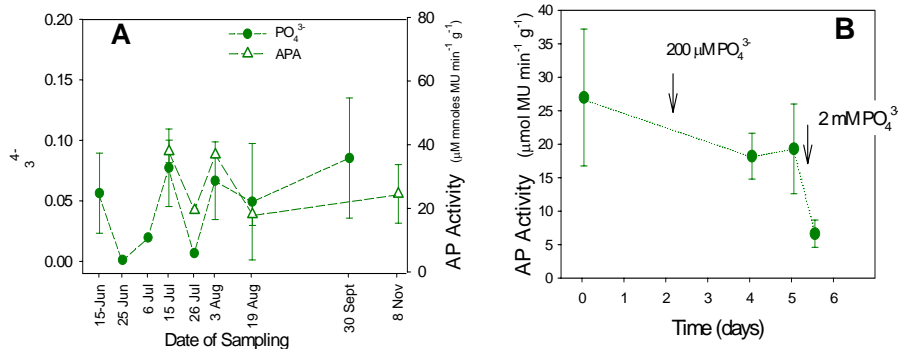 A
PO₄³⁻
APA
0.20
0.15
0.10
0.05
0.00
3 4-
80
60
40
20
0
AP Activity (μM mmoles MU min⁻¹ g⁻¹)
15-Jun
25 Jun
6 Jul
15 Jul
26 Jul
3 Aug
19 Aug
30 Sept
8 Nov
Date of Sampling
B
200 μM PO₄³⁻
2 mM PO₄³⁻
AP Activity (μmol MU min⁻¹ g⁻¹)
40
35
30
25
20
15
10
5
0
0 1 2 3 4 5 6
Time (days)